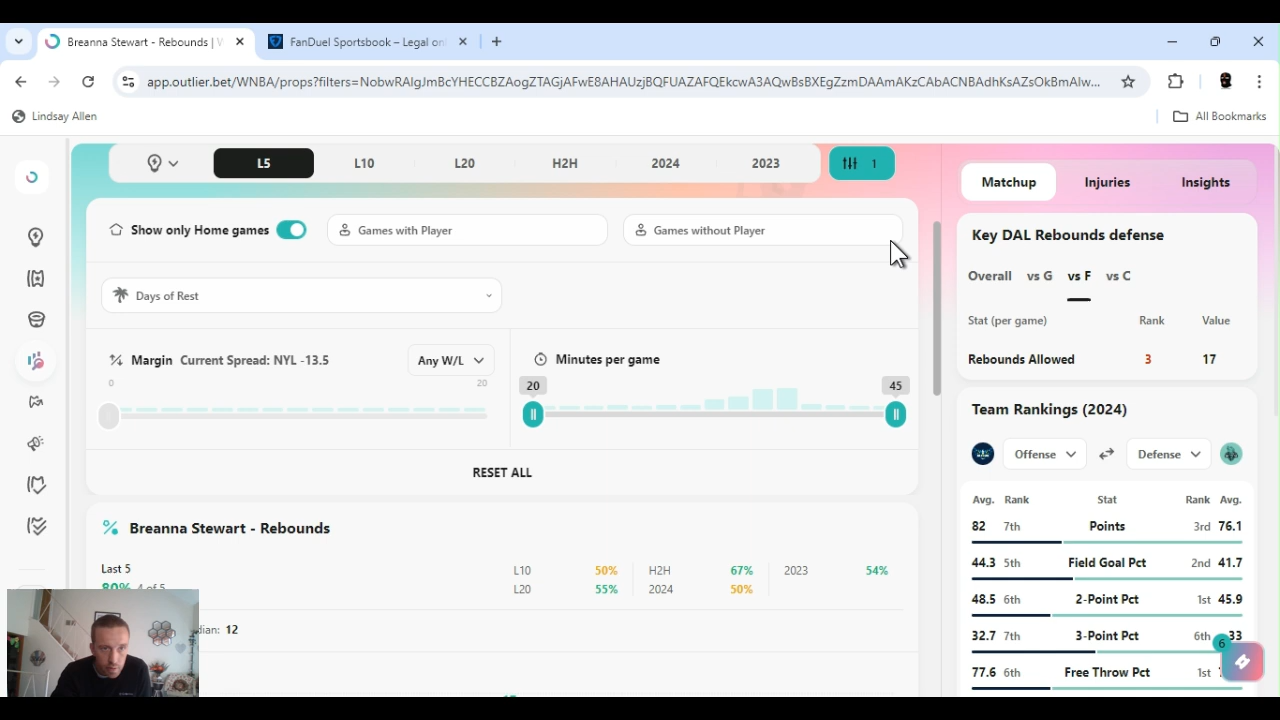 Breanna Stewart - Rebounds | V
FanDuel Sportsbook – Legal on
app.outlier.bet/WNBA/props?filters=NobwRAlgJmBcYHECCBZAogZTAGjAFwE8AHAUzjBQFUAZAFQEkcwA3AQwBsBXEgZzmDAAmAKzCAbACNBAdhKsAZsOkBmAlw...
Lindsay Allen
All Bookmarks
L5 L10 L20 H2H 2024 2023 1
Show only Home games Games with Player Games without Player
Days of Rest
Margin Current Spread: NYL -13.5 Any W/L
0 20
Minutes per game
20 45
RESET ALL
Breanna Stewart - Rebounds
Last 5
80% 4 of 5
L10 50% H2H 67% 2023 54%
L20 55% 2024 50%
dian: 12
Matchup Injuries Insights
Key DAL Rebounds defense
Overall vs G vs F vs C
Stat (per game) Rank Value
Rebounds Allowed 3 17
Team Rankings (2024)
Offense Defense
Avg. Rank Stat Rank Avg.
82 7th Points 3rd 76.1
44.3 5th Field Goal Pct 2nd 41.7
48.5 6th 2-Point Pct 1st 45.9
32.7 7th 3-Point Pct 6th 33
6
77.6 6th Free Throw Pct 1st